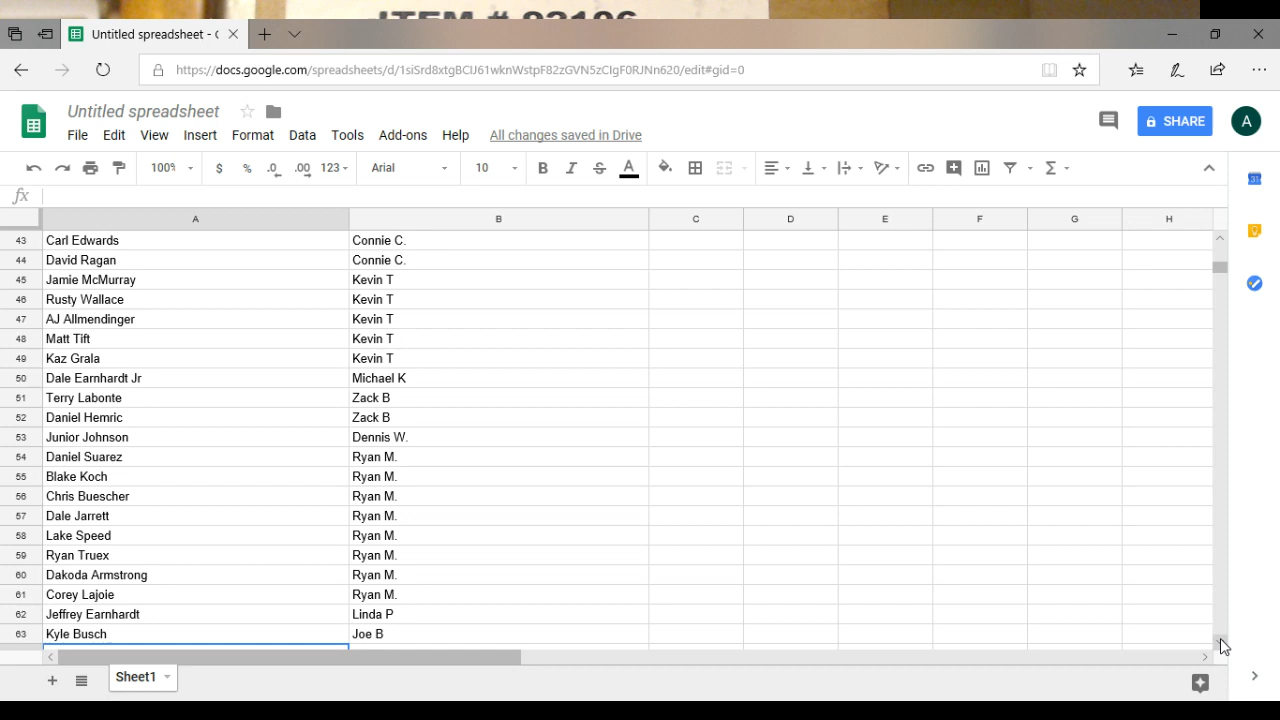 Untitled spreadsheet - G
https://docs.google.com/spreadsheets/d/1siSrd8xtgBCIJ61wknWstpF82zGVN5zCIgF0RJNn620/edit#gid=0
Untitled spreadsheet
File Edit View Insert Format Data Tools Add-ons Help All changes saved in Drive
SHARE
A
100% $ % .0 .00 123 Arial 10 B I S A
fx
A B C D E F G H
43 Carl Edwards Connie C.
44 David Ragan Connie C.
45 Jamie McMurray Kevin T
46 Rusty Wallace Kevin T
47 AJ Allmendinger Kevin T
48 Matt Tift Kevin T
49 Kaz Grala Kevin T
50 Dale Earnhardt Jr Michael K
51 Terry Labonte Zack B
52 Daniel Hemric Zack B
53 Junior Johnson Dennis W.
54 Daniel Suarez Ryan M.
55 Blake Koch Ryan M.
56 Chris Buescher Ryan M.
57 Dale Jarrett Ryan M.
58 Lake Speed Ryan M.
59 Ryan Truex Ryan M.
60 Dakoda Armstrong Ryan M.
61 Corey Lajoie Ryan M.
62 Jeffrey Earnhardt Linda P
63 Kyle Busch Joe B
Sheet1